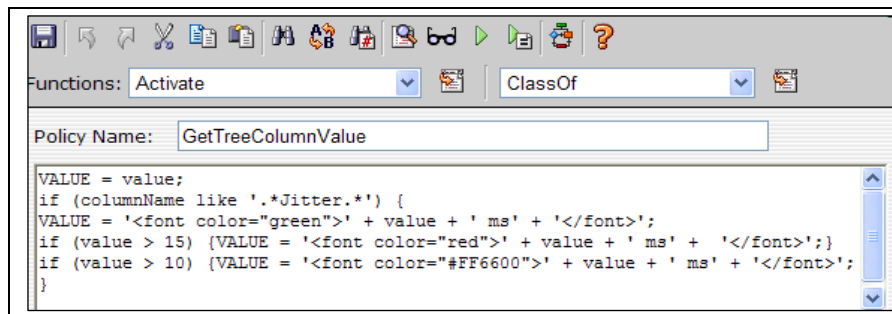 Functions: Activate ClassOf
Policy Name: GetTreeColumnValue
VALUE = value;
if (columnName like '.*Jitter.*') {
VALUE = '<font color="green">' + value + ' ms' + '</font>';
if (value > 15) {VALUE = '<font color="red">' + value + ' ms' +  '</font>';}
if (value > 10) {VALUE = '<font color="#FF6600">' + value + ' ms' + '</font>';
}